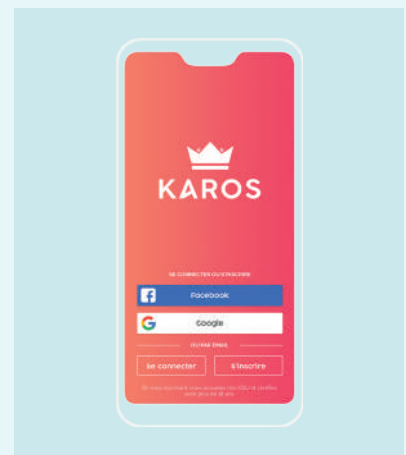 KAROS
SE CONNECTER OU S'INSCRIRE
Facebook
Google
OU PAR EMAIL
Se connecter
S'inscrire